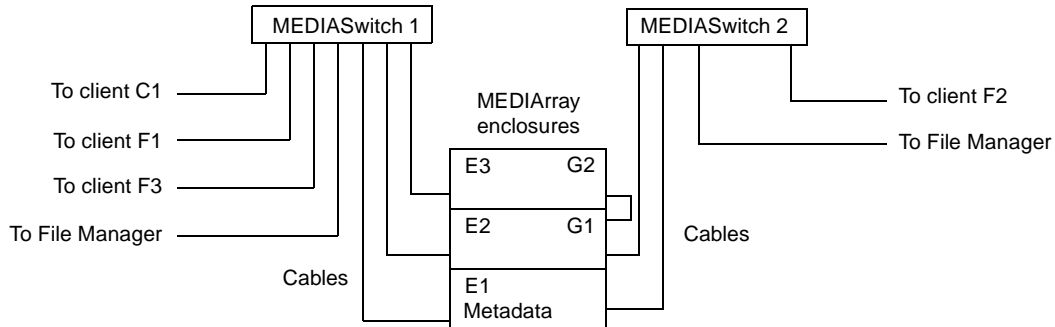 MEDIASwitch 1
MEDIASwitch 2
To client C1
To client F1
To client F3
To File Manager
Cables
MEDIArray
enclosures
E3 G2
E2 G1
E1
Metadata
Cables
To client F2
To File Manager